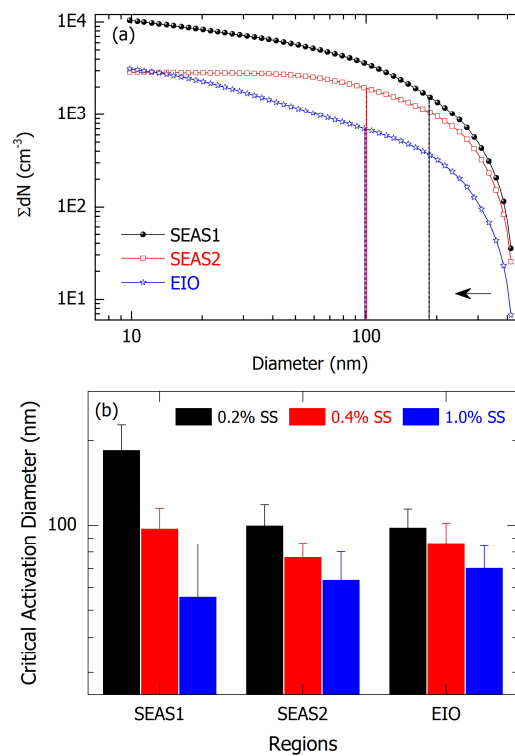 (a)
1E4
1E3
1E2
1E1
ΣdN (cm⁻³)
SEAS1
SEAS2
EIO
10
100
Diameter (nm)
(b)
0.2% SS
0.4% SS
1.0% SS
Critical Activation Diameter (nm)
100
SEAS1
SEAS2
EIO
Regions